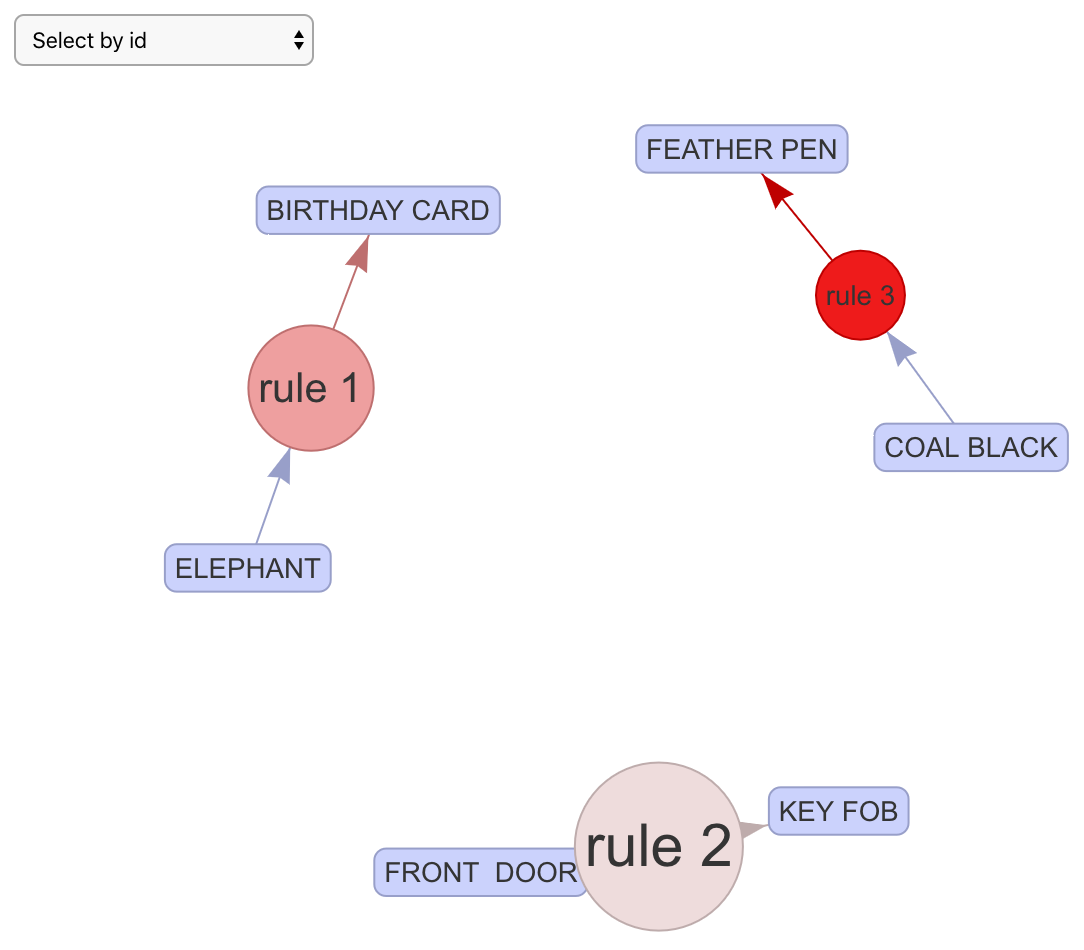 Select by id
FEATHER PEN
BIRTHDAY CARD
rule 3
rule 1
COAL BLACK
ELEPHANT
KEY FOB
rule 2
FRONT  DOOR